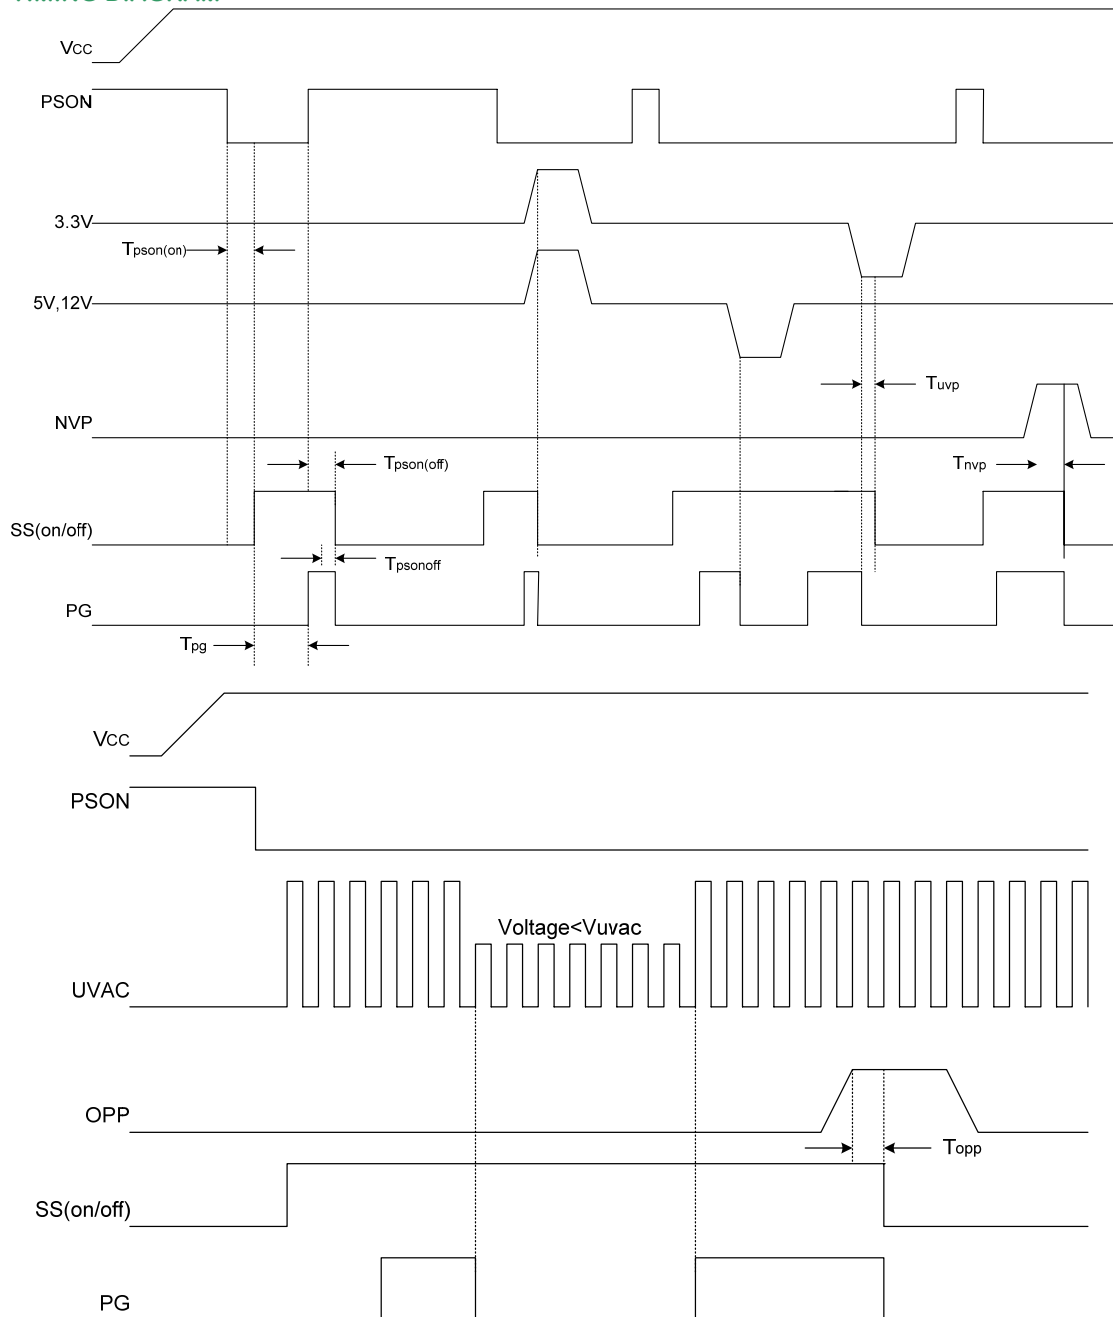 VCC
PSON
3.3V
Tpson(on)
5V,12V
Tuvp
NVP
Tpson(off)
Tnvp
SS(on/off)
Tpsonoff
PG
Tpg
VCC
PSON
Voltage<Vuvac
UVAC
OPP
Topp
SS(on/off)
PG